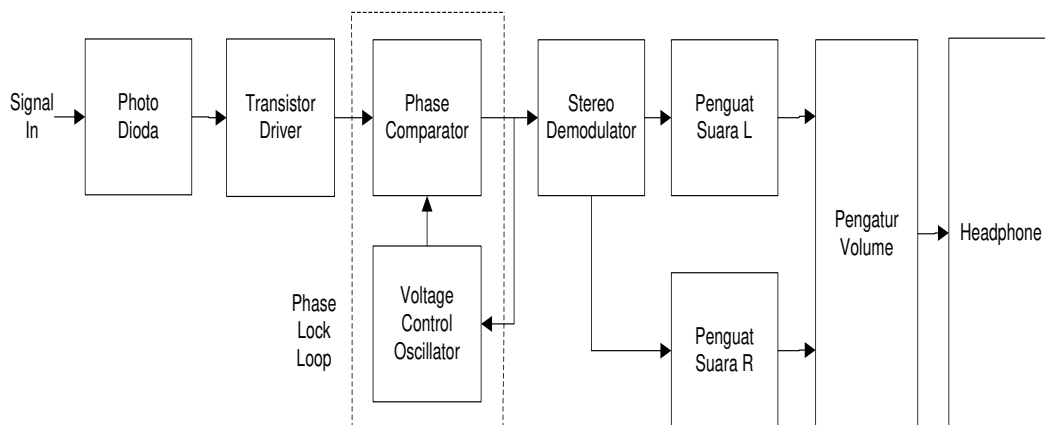 Signal
In
Photo
Dioda
Transistor
Driver
Phase
Comparator
Stereo
Demodulator
Penguat
Suara L
Pengatur
Volume
Headphone
Phase
Lock
Loop
Voltage
Control
Oscillator
Penguat
Suara R